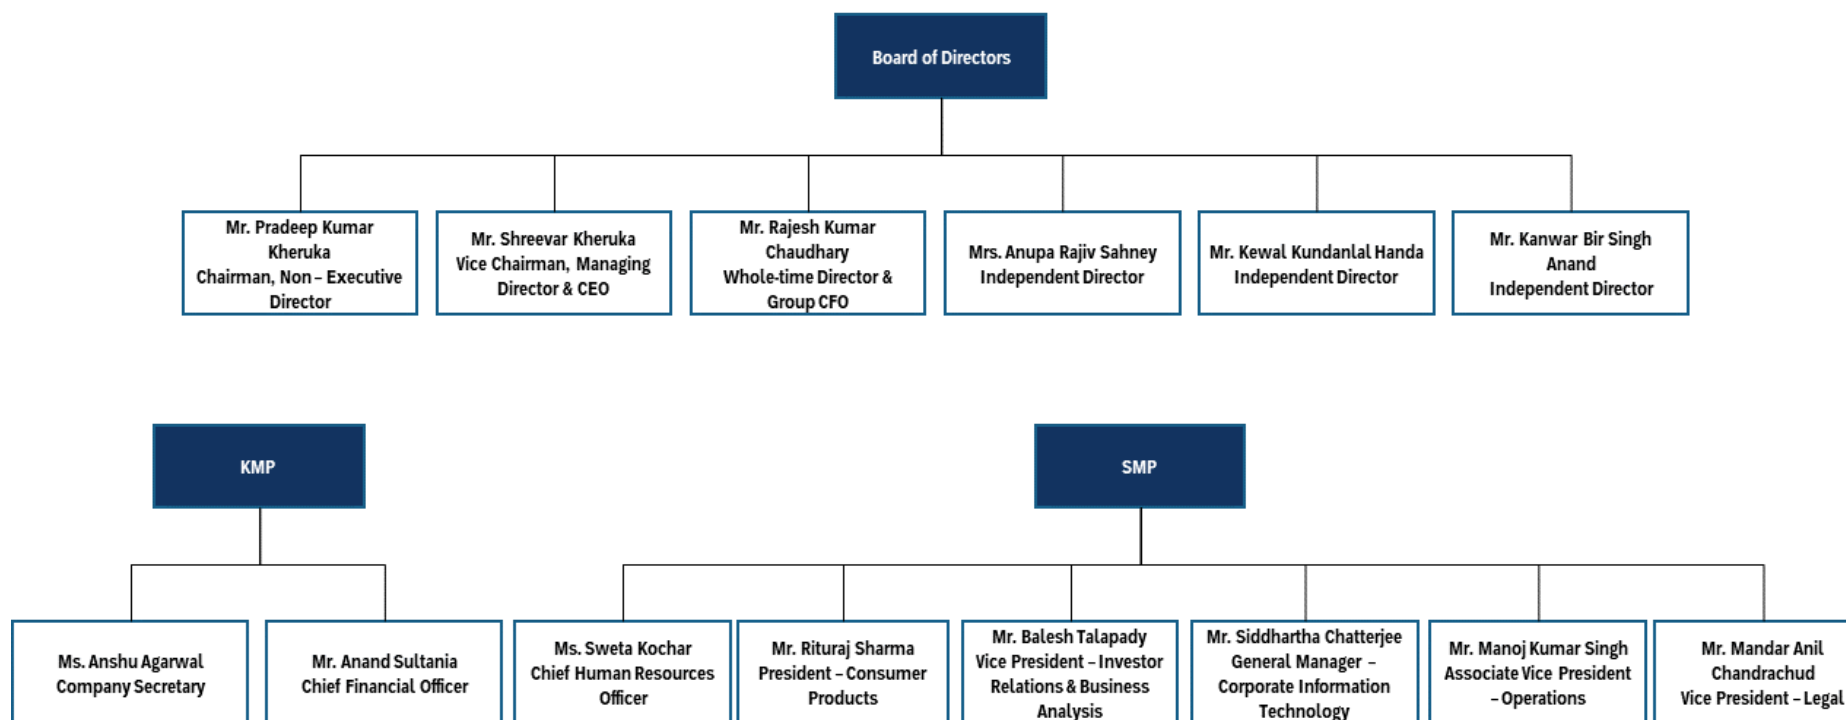 Board of Directors
Mr. Pradeep Kumar
Kheruka
Chairman, Non – Executive
Director
Mr. Shreevar Kheruka
Vice Chairman, Managing
Director & CEO
Mr. Rajesh Kumar
Chaudhary
Whole-time Director &
Group CFO
Mrs. Anupa Rajiv Sahney
Independent Director
Mr. Kewal Kundanlal Handa
Independent Director
Mr. Kanwar Bir Singh
Anand
Independent Director
KMP
SMP
Ms. Anshu Agarwal
Company Secretary
Mr. Anand Sultania
Chief Financial Officer
Ms. Sweta Kochar
Chief Human Resources
Officer
Mr. Rituraj Sharma
President – Consumer
Products
Mr. Balesh Talapady
Vice President – Investor
Relations & Business
Analysis
Mr. Siddhartha Chatterjee
General Manager –
Corporate Information
Technology
Mr. Manoj Kumar Singh
Associate Vice President
– Operations
Mr. Mandar Anil
Chandrachud
Vice President – Legal